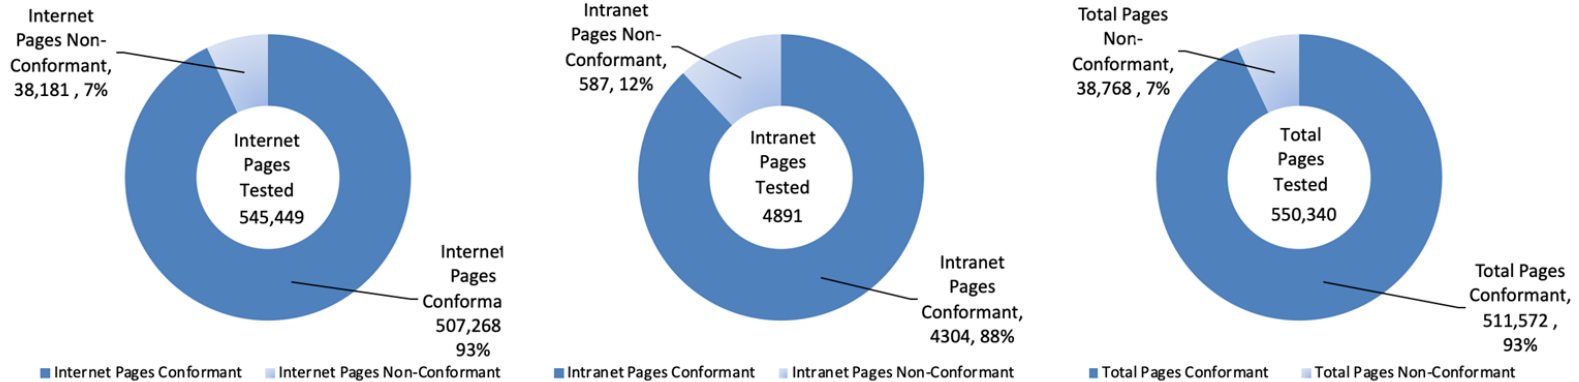 Internet
Pages Non-
Conformant,
38,181 , 7%
Internet
Pages
Tested
545,449
Internet
Pages
Conforma
507,268
93%
Internet Pages Conformant
Internet Pages Non-Conformant
Intranet
Pages Non-
Conformant,
587, 12%
Intranet
Pages
Tested
4891
Intranet
Pages
Conformant,
4304, 88%
Intranet Pages Conformant
Intranet Pages Non-Conformant
Total Pages
Non-
Conformant,
38,768 , 7%
Total
Pages
Tested
550,340
Total Pages
Conformant,
511,572 ,
93%
Total Pages Conformant
Total Pages Non-Conformant